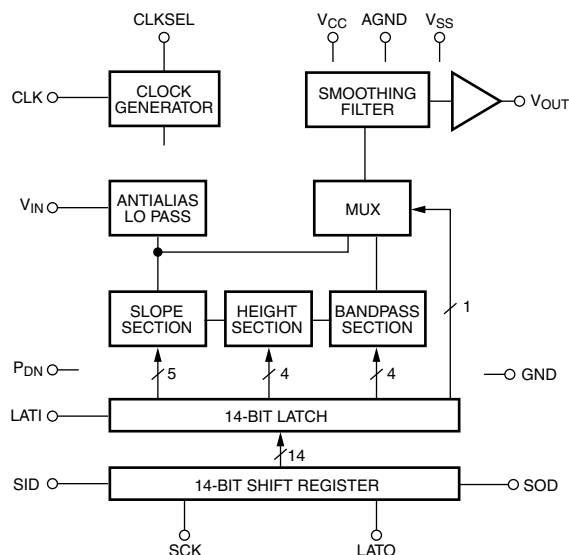 CLKSEL
VCC
AGND
VSS
CLK
CLOCK
GENERATOR
SMOOTHING
FILTER
VOUT
VIN
ANTIALIAS
LO PASS
MUX
SLOPE
SECTION
HEIGHT
SECTION
BANDPASS
SECTION
1
PDN
5
4
4
GND
LATI
14-BIT LATCH
14
SID
14-BIT SHIFT REGISTER
SOD
SCK
LATO